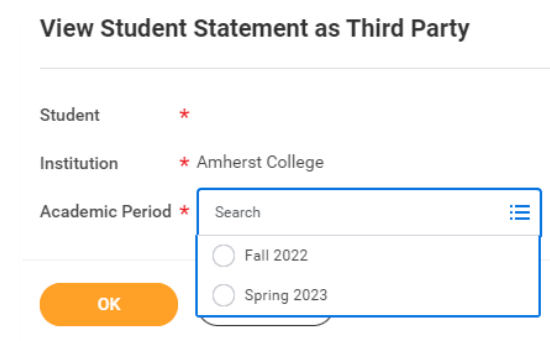 View Student Statement as Third Party
Student *
Institution * Amherst College
Academic Period * Search
Fall 2022
Spring 2023
OK